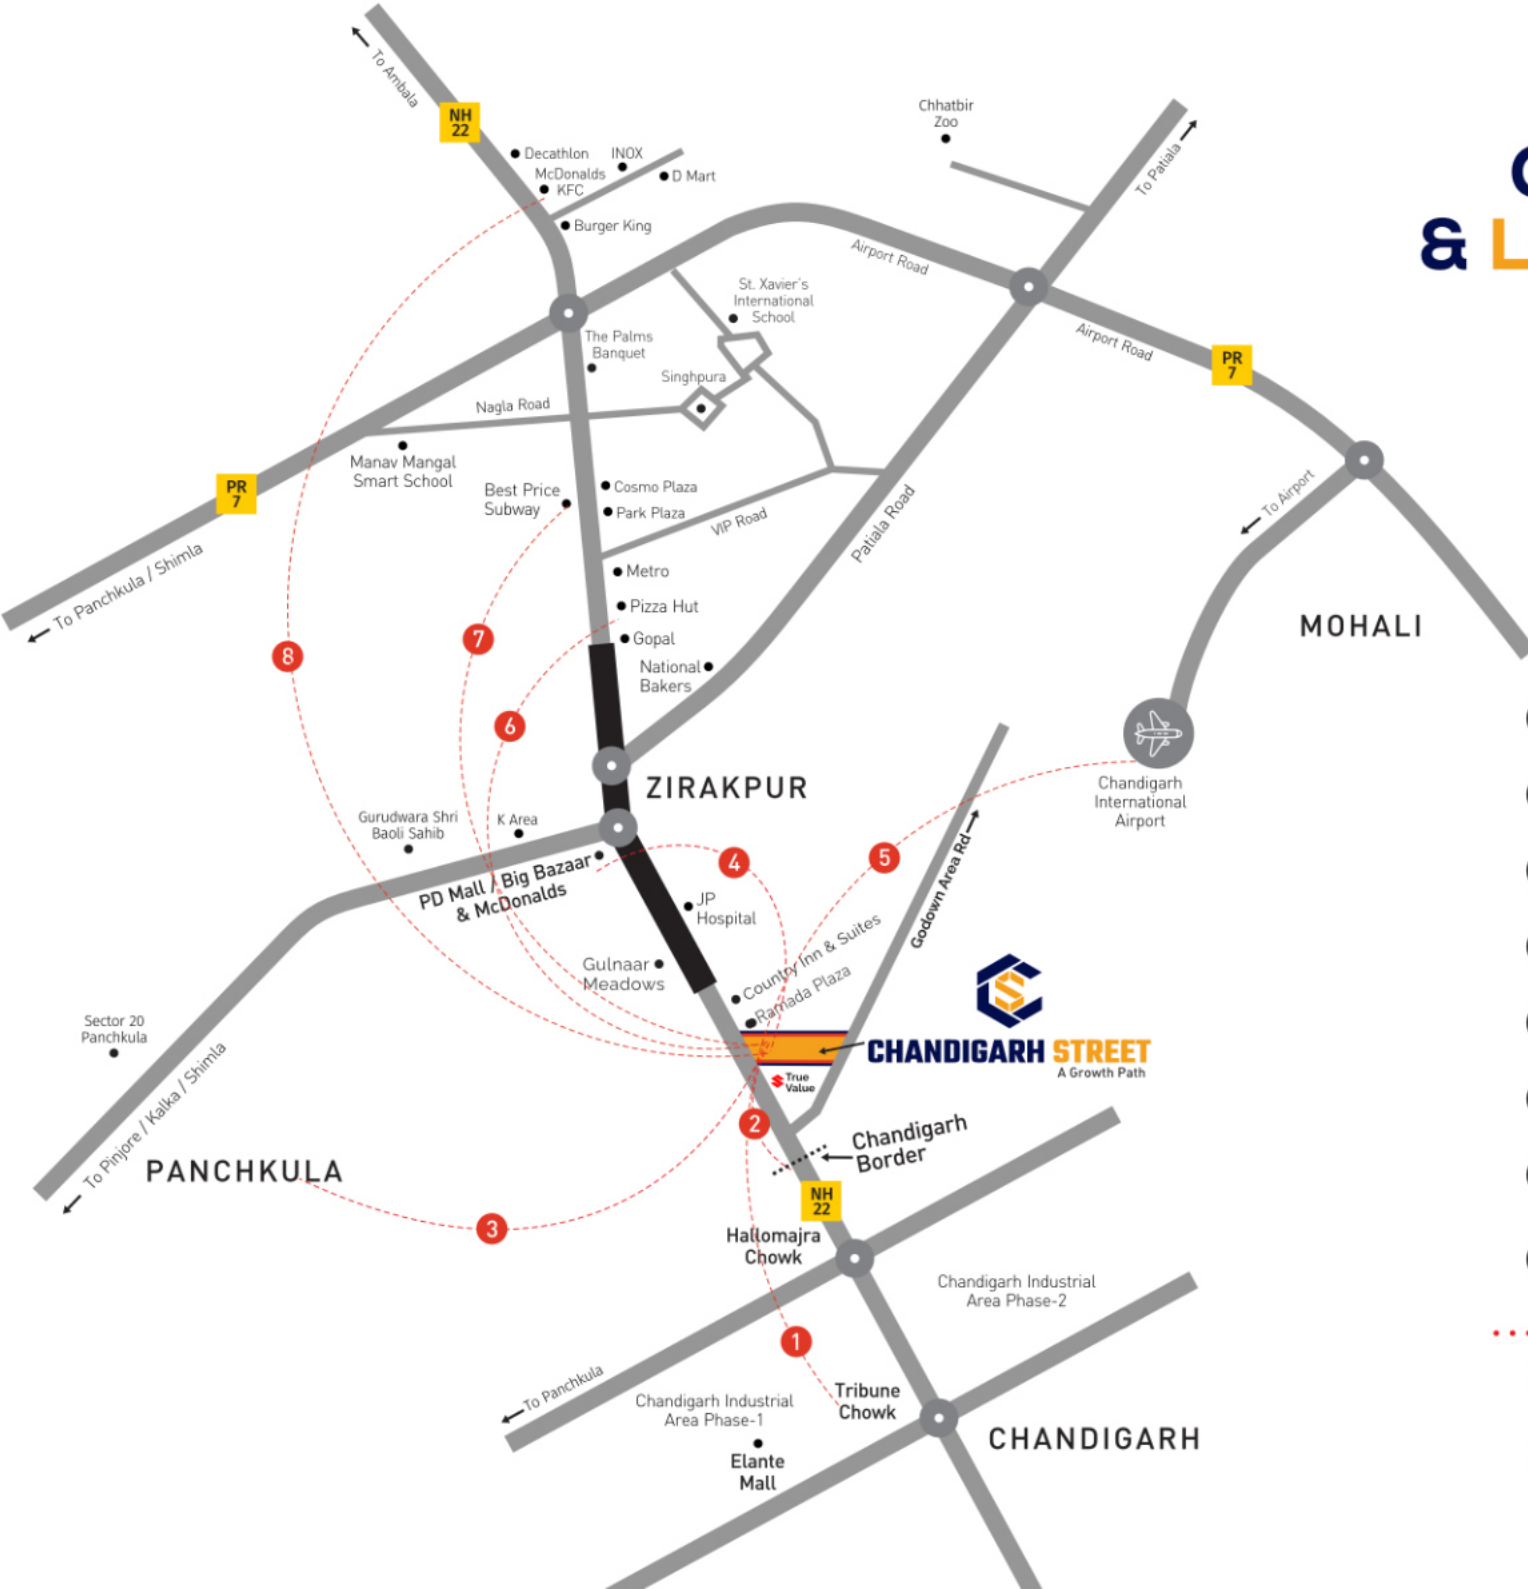 To Ambala
NH
22
Decathlon
INOX
McDonalds
KFC
D Mart
Burger King
Chhatbir
Zoo
To Patiala
&
Airport Road
St. Xavier's
International
School
The Palms
Banquet
Singhpura
Airport Road
PR
7
Nagla Road
Manav Mangal
Smart School
PR
7
Best Price
Subway
Cosmo Plaza
Park Plaza
VIP Road
Patiala Road
To Airport
To Panchkula / Shimla
Metro
Pizza Hut
Gopal
National
Bakers
MOHALI
7
8
6
ZIRAKPUR
Chandigarh
International
Airport
Gurudwara Shri
Baoli Sahib
K Area
PD Mall / Big Bazaar
& McDonalds
4
5
JP
Hospital
Godown Area Rd
Gulnaar
Meadows
Country Inn & Suites
Ramada Plaza
CHANDIGARH STREET
A Growth Path
True
Value
Sector 20
Panchkula
To Pinjore / Kalka / Shimla
PANCHKULA
2
Chandigarh
Border
NH
22
3
Hallomajra
Chowk
Chandigarh Industrial
Area Phase-2
1
To Panchkula
Chandigarh Industrial
Area Phase-1
Tribune
Chowk
Elante
Mall
CHANDIGARH